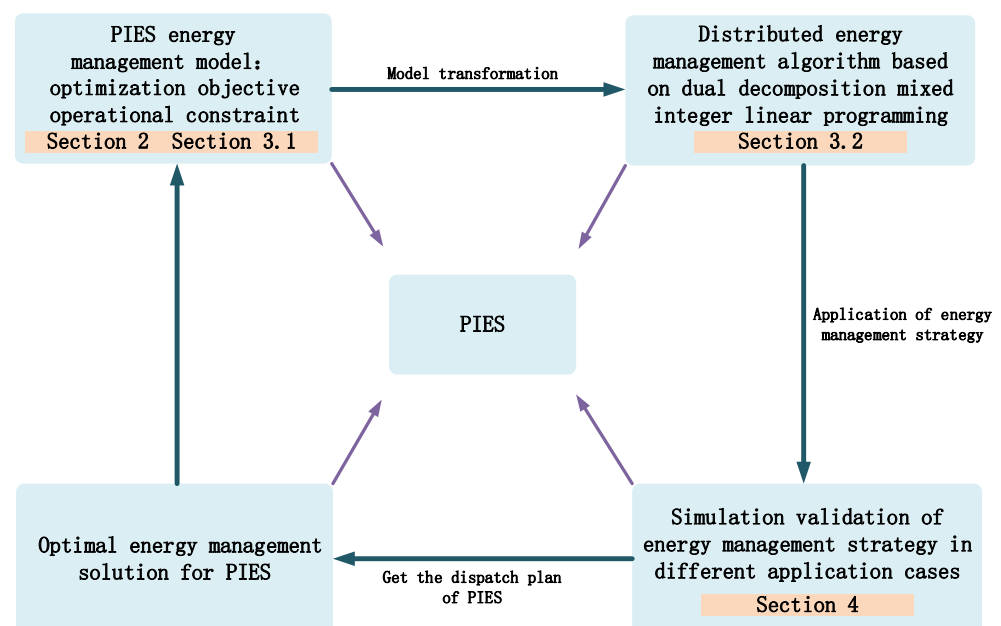 PIES energy
management model:
optimization objective
operational constraint
Section 2 Section 3.1
Model transformation
Distributed energy
management algorithm based
on dual decomposition mixed
integer linear programming
Section 3.2
PIES
Application of energy
management strategy
Optimal energy management
solution for PIES
Get the dispatch plan
of PIES
Simulation validation of
energy management strategy in
different application cases
Section 4